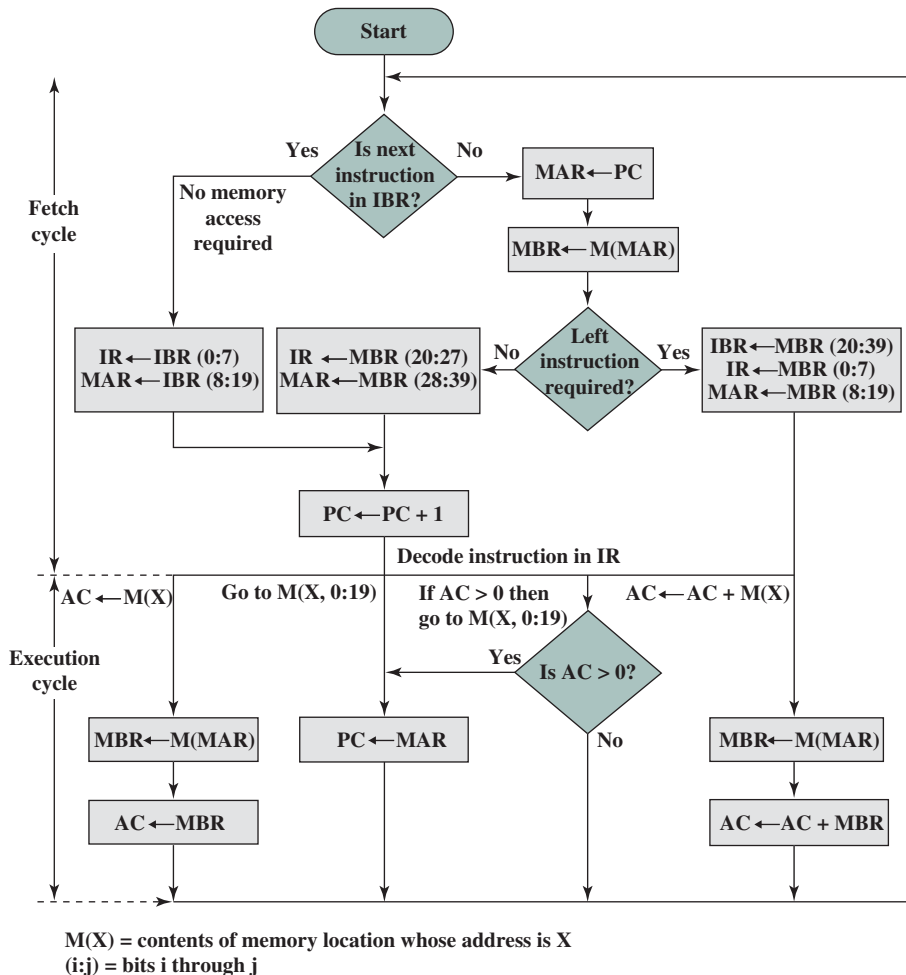 Start
Yes
Is next
instruction
in IBR?
No
MAR←PC
No memory
access
required
Fetch
cycle
MBR←M(MAR)
IR←IBR (0:7)
MAR←IBR (8:19)
IR ←MBR (20:27)
MAR←MBR (28:39)
No
Left
instruction
required?
Yes
IBR←MBR (20:39)
IR←MBR (0:7)
MAR←MBR (8:19)
PC←PC + 1
Decode instruction in IR
AC←M(X)
Go to M(X, 0:19)
If AC > 0 then
go to M(X, 0:19)
AC←AC + M(X)
Execution
cycle
Yes
Is AC > 0?
No
MBR←M(MAR)
PC←MAR
MBR←M(MAR)
AC←MBR
AC←AC + MBR
M(X) = contents of memory location whose address is X
(i:j) = bits i through j